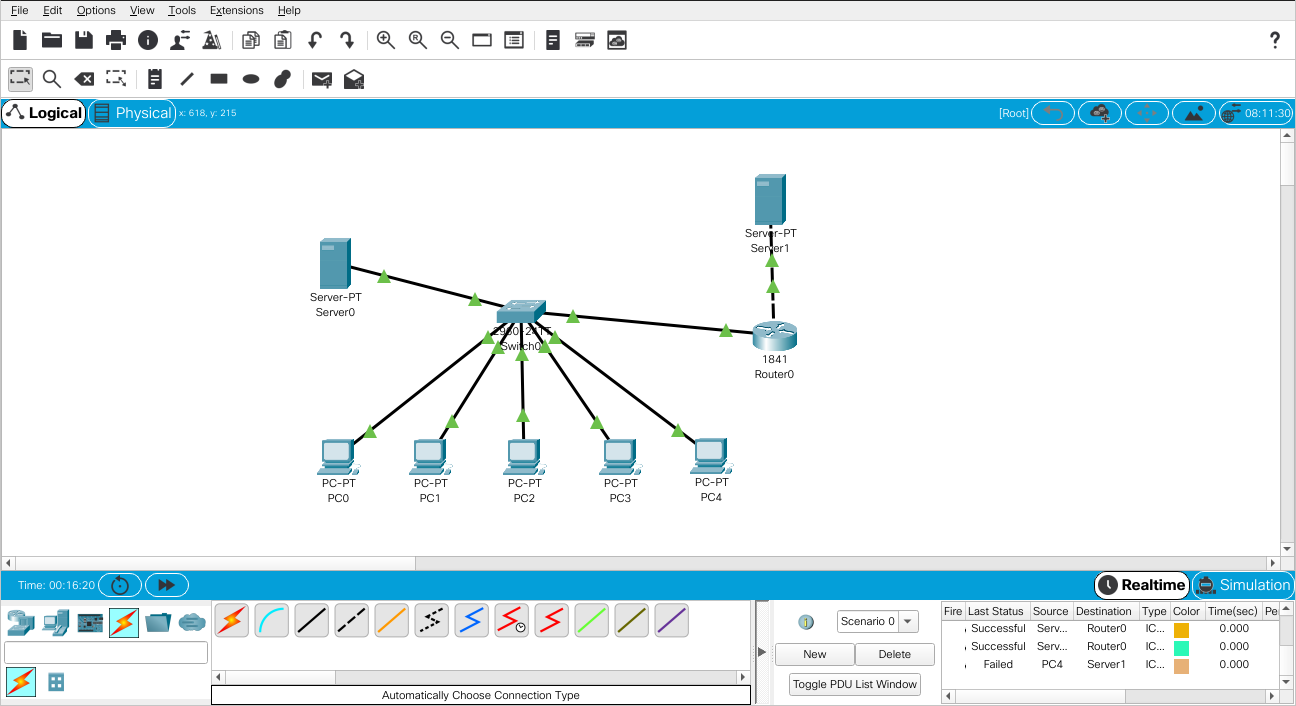 File Edit Options View Tools Extensions Help
Logical Physical x: 618, y: 215 [Root] 08:11:30
Server-PT
Server1
Server-PT
Server0
2960-24TT
Switch0
1841
Router0
PC-PT
PC0
PC-PT
PC1
PC-PT
PC2
PC-PT
PC3
PC-PT
PC4
Time: 00:16:20 Realtime Simulation
Scenario 0
New Delete
Toggle PDU List Window
Automatically Choose Connection Type
Fire Last Status Source Destination Type Color Time(sec) Pe
Successful Serv... Router0 IC... 0.000
Successful Serv... Router0 IC... 0.000
Failed PC4 Server1 IC... 0.000